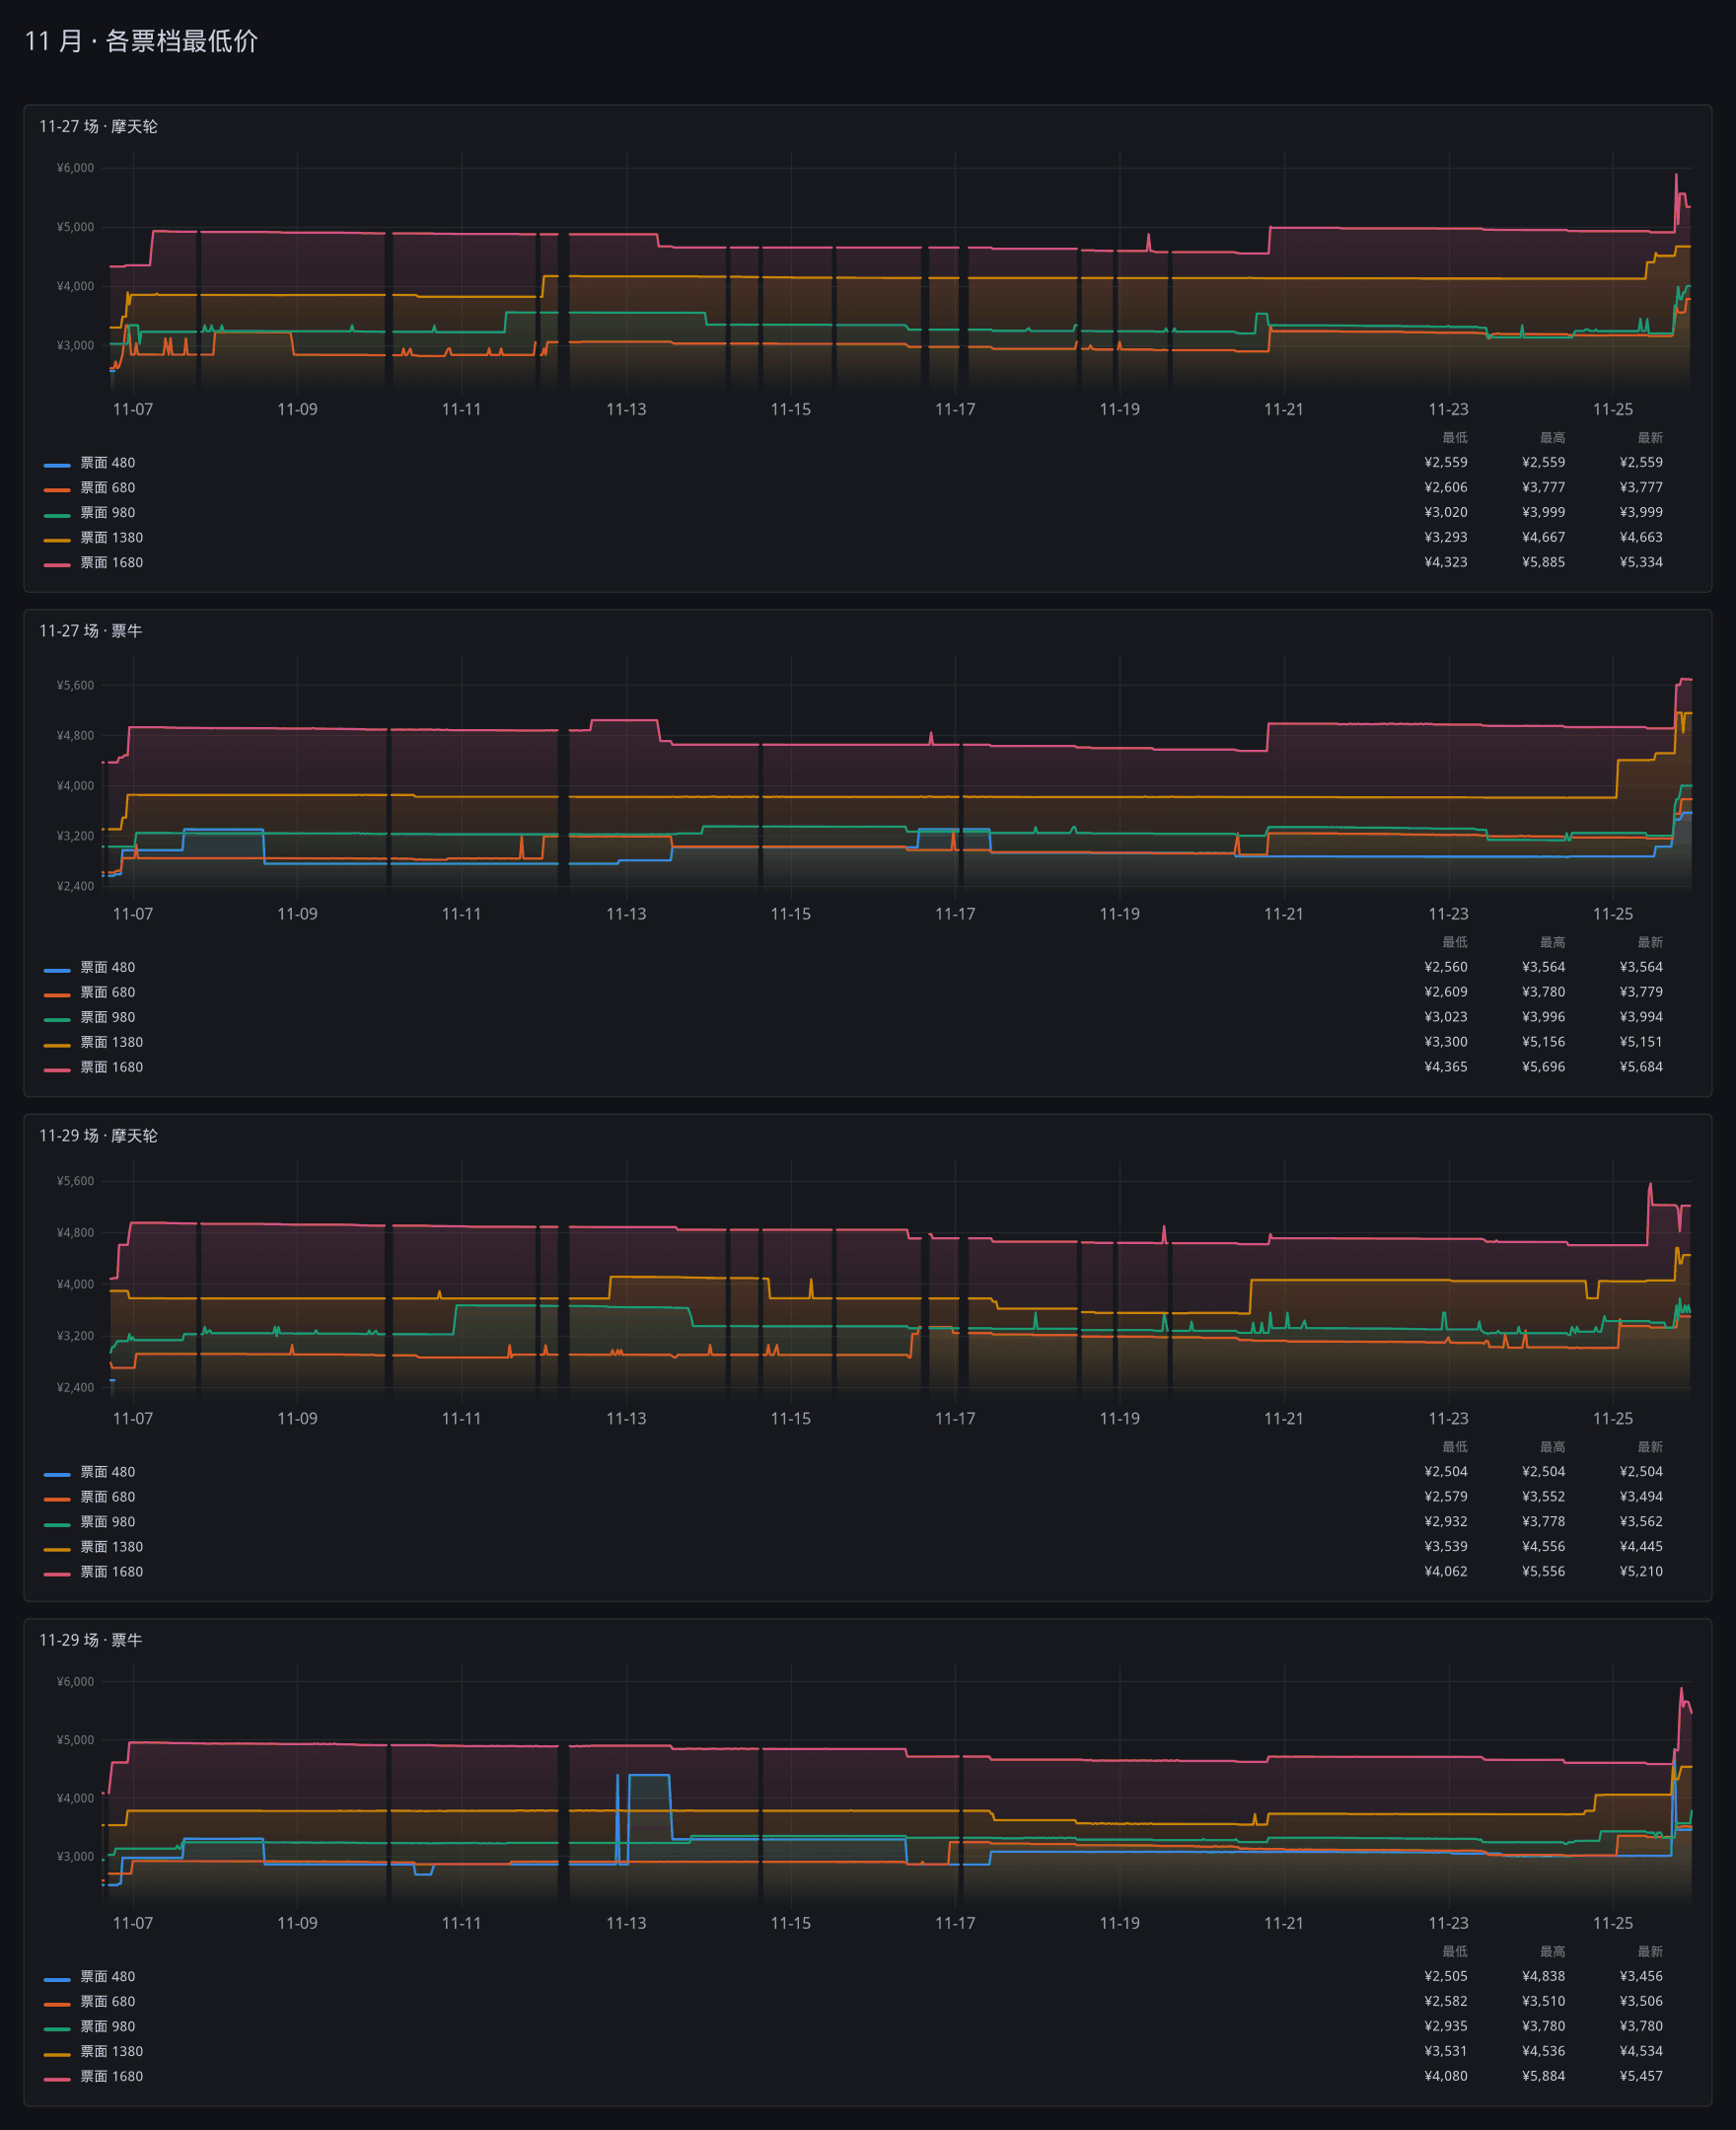 11 月 · 各票档最低价
11-27 场 · 摩天轮
¥6,000
¥5,000
¥4,000
¥3,000
11-07 11-09 11-11 11-13 11-15 11-17 11-19 11-21 11-23 11-25
最低 最高 最新
票面 480 ¥2,559 ¥2,559 ¥2,559
票面 680 ¥2,606 ¥3,777 ¥3,777
票面 980 ¥3,020 ¥3,999 ¥3,999
票面 1380 ¥3,293 ¥4,667 ¥4,663
票面 1680 ¥4,323 ¥5,885 ¥5,334
11-27 场 · 票牛
¥5,600
¥4,800
¥4,000
¥3,200
¥2,400
11-07 11-09 11-11 11-13 11-15 11-17 11-19 11-21 11-23 11-25
最低 最高 最新
票面 480 ¥2,560 ¥3,564 ¥3,564
票面 680 ¥2,609 ¥3,780 ¥3,779
票面 980 ¥3,023 ¥3,996 ¥3,994
票面 1380 ¥3,300 ¥5,156 ¥5,151
票面 1680 ¥4,365 ¥5,696 ¥5,684
11-29 场 · 摩天轮
¥5,600
¥4,800
¥4,000
¥3,200
¥2,400
11-07 11-09 11-11 11-13 11-15 11-17 11-19 11-21 11-23 11-25
最低 最高 最新
票面 480 ¥2,504 ¥2,504 ¥2,504
票面 680 ¥2,579 ¥3,552 ¥3,494
票面 980 ¥2,932 ¥3,778 ¥3,562
票面 1380 ¥3,539 ¥4,556 ¥4,445
票面 1680 ¥4,062 ¥5,556 ¥5,210
11-29 场 · 票牛
¥6,000
¥5,000
¥4,000
¥3,000
11-07 11-09 11-11 11-13 11-15 11-17 11-19 11-21 11-23 11-25
最低 最高 最新
票面 480 ¥2,505 ¥4,838 ¥3,456
票面 680 ¥2,582 ¥3,510 ¥3,506
票面 980 ¥2,935 ¥3,780 ¥3,780
票面 1380 ¥3,531 ¥4,536 ¥4,534
票面 1680 ¥4,080 ¥5,884 ¥5,457